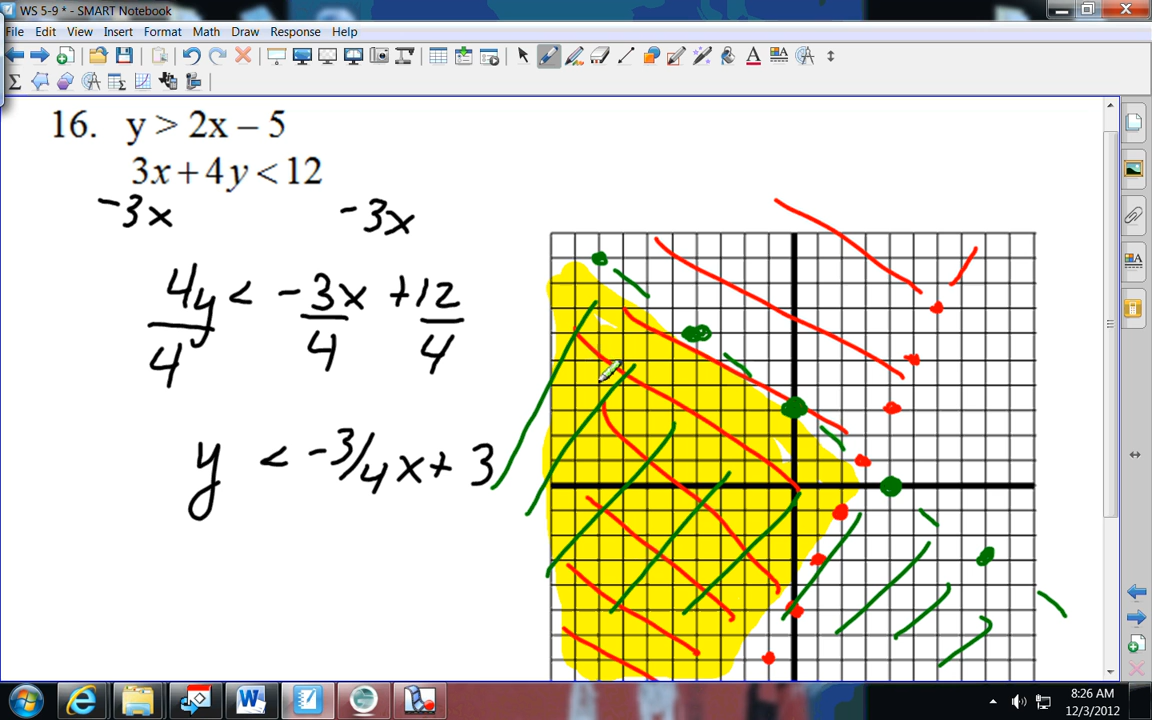 WS 5-9 * - SMART Notebook
File Edit View Insert Format Math Draw Response Help
16. y > 2x – 5
3x + 4y < 12
-3x -3x
4y < -3x +12
4 4 4
y < -3/4x + 3
8:26 AM
12/3/2012